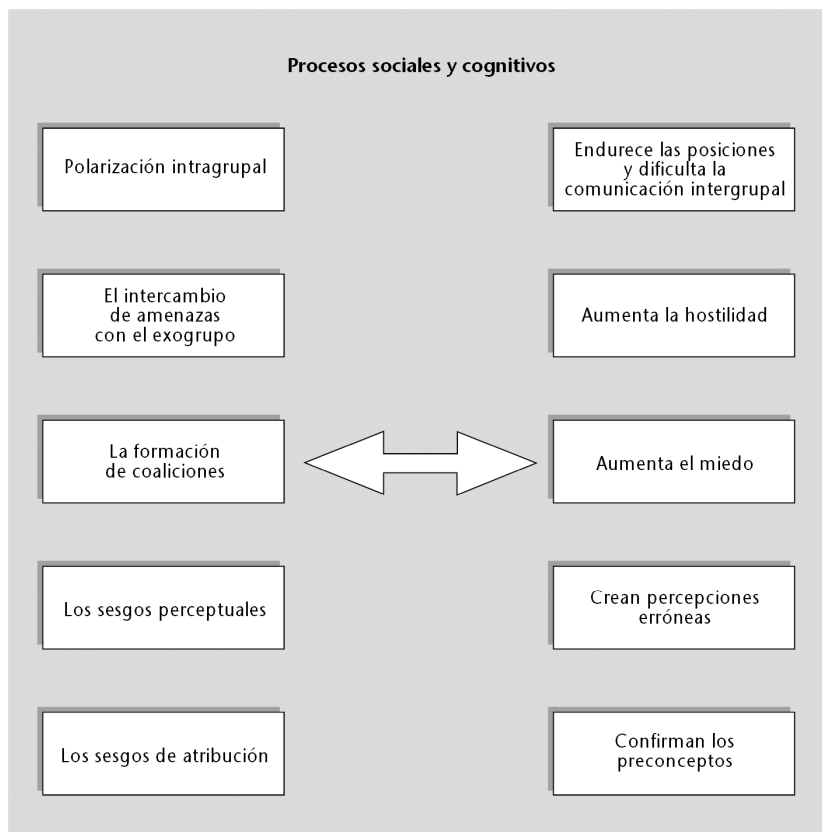 Procesos sociales y cognitivos
Polarización intragrupal
Endurece las posiciones
y dificulta la
comunicación intergrupal
El intercambio
de amenazas
con el exogrupo
Aumenta la hostilidad
La formación
de coaliciones
Aumenta el miedo
Los sesgos perceptuales
Crean percepciones
erróneas
Los sesgos de atribución
Confirman los
preconceptos